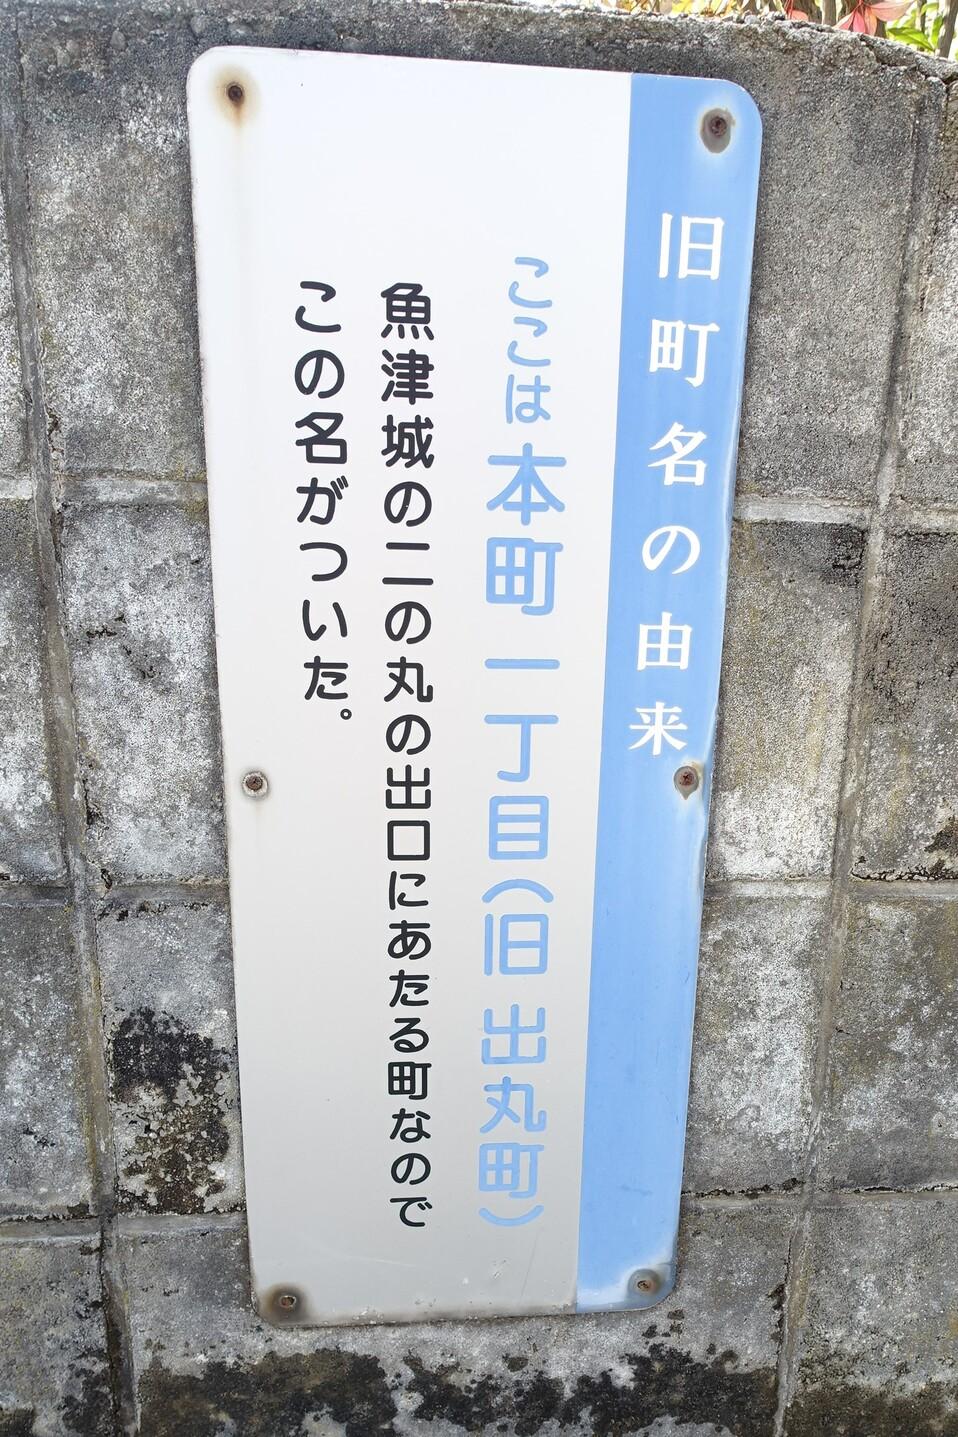 旧町名の由来
ここは本町一丁目(旧 出丸町)
魚津城の二の丸の出口にあたる町なので
この名がついた。